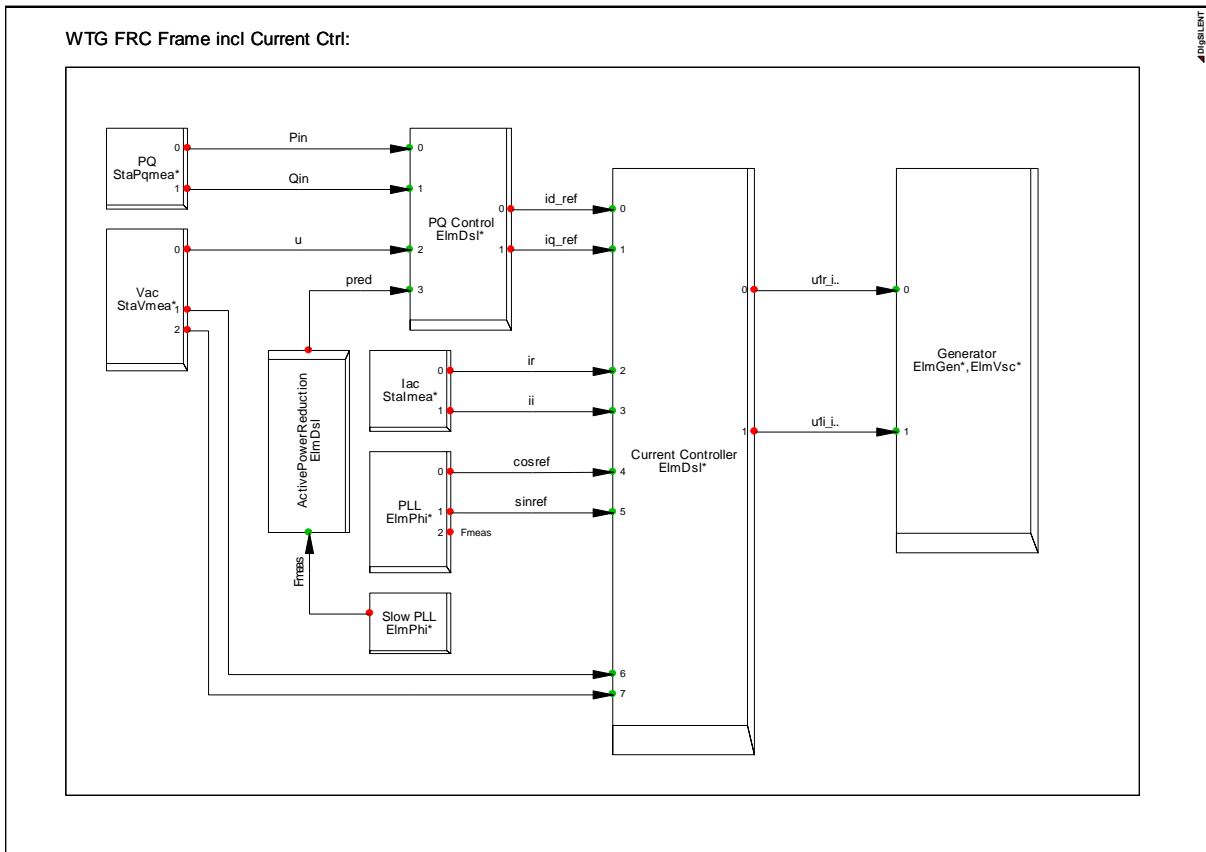 DIgSILENT
WTG FRC Frame incl Current Ctrl:
PQ
StaPqmea*
0
1
Pin
Qin
Vac
StaVmea*
0
1
2
u
pred
0
1
2
3
PQ Control
ElmDsl*
0
1
id_ref
iq_ref
ActivePowerReduction
ElmDsl
Fmeas
Iac
StaImea*
0
1
ir
ii
PLL
ElmPhi*
0
1
2
cosref
sinref
Fmeas
Slow PLL
ElmPhi*
0
1
2
3
4
5
6
7
Current Controller
ElmDsl*
0
1
u1r_i..
u1i_i..
0
1
Generator
ElmGen*,ElmVsc*